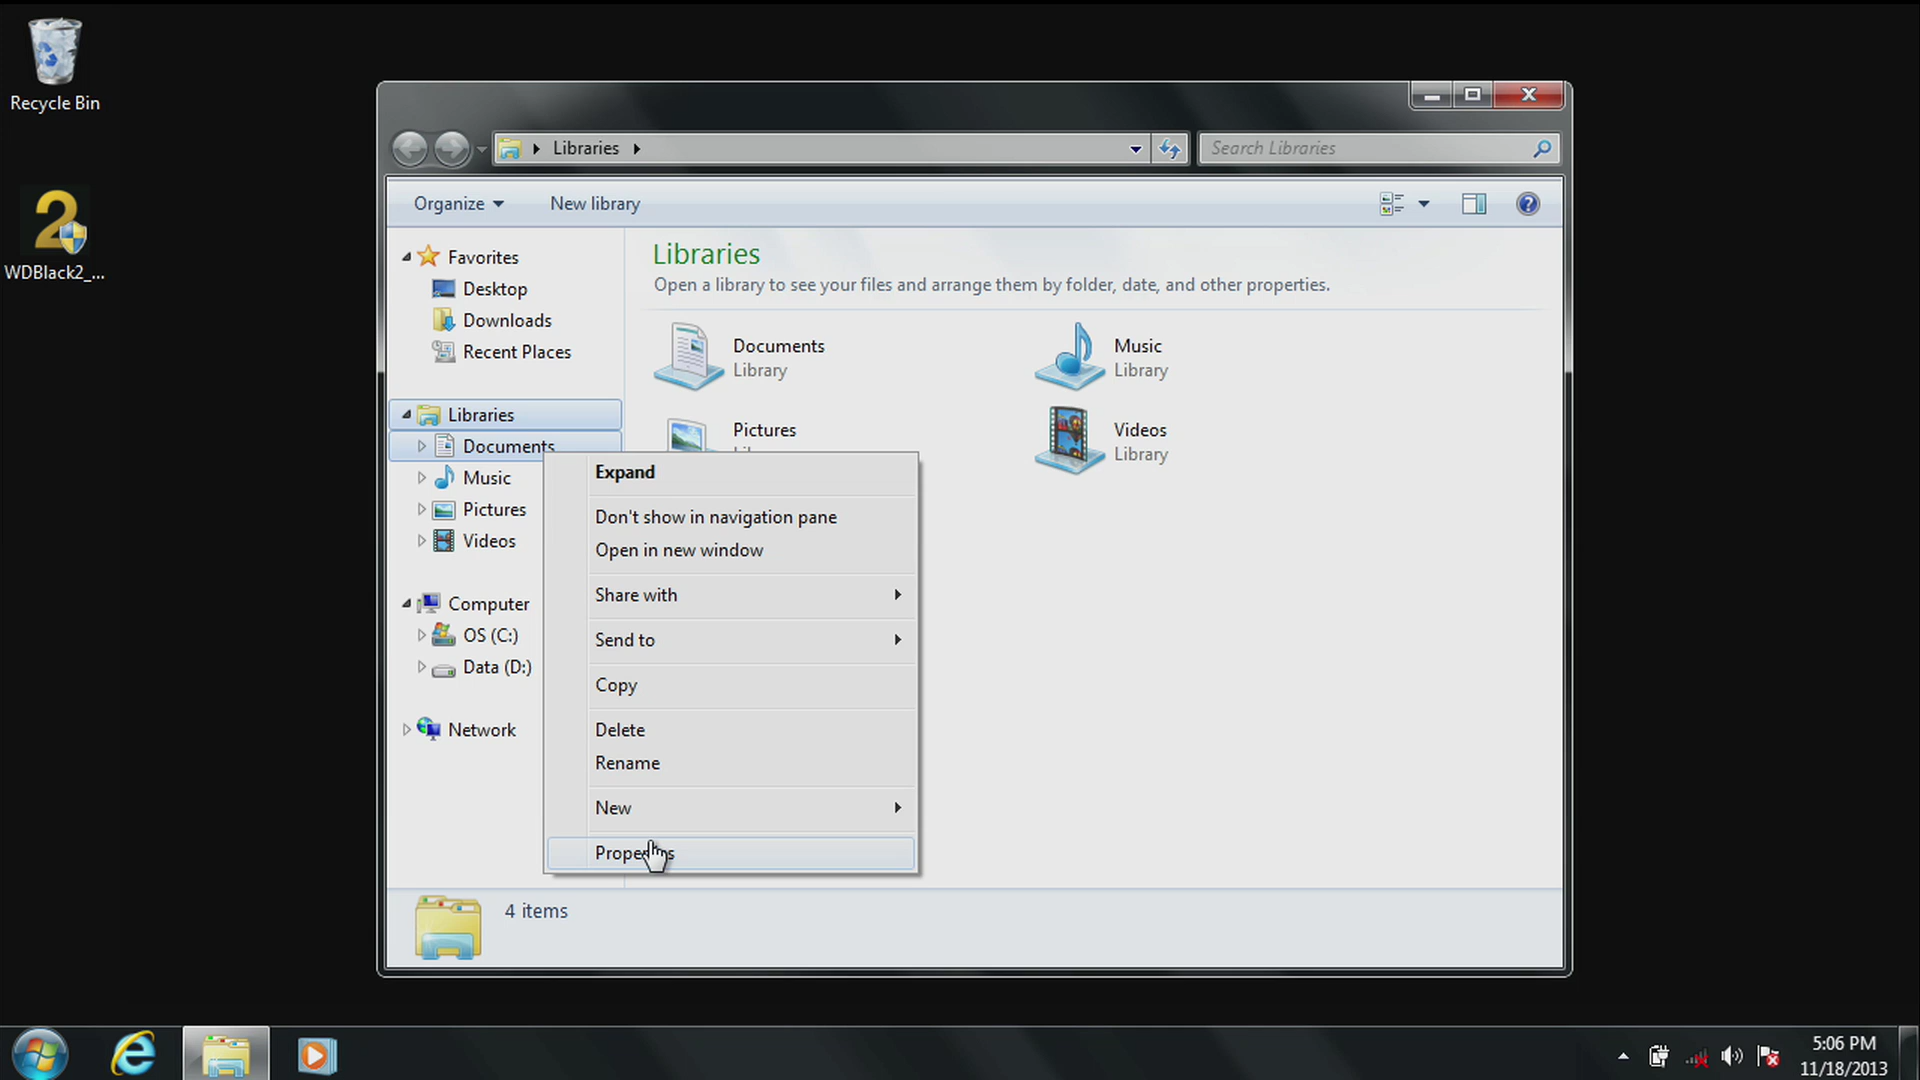 Recycle Bin
2
WDBlack2_...
Libraries
Search Libraries
Organize
New library
Favorites
Desktop
Downloads
Recent Places
Libraries
Documents
Music
Pictures
Videos
Computer
OS (C:)
Data (D:)
Network
Libraries
Open a library to see your files and arrange them by folder, date, and other properties.
Documents
Library
Music
Library
Pictures
Videos
Library
Expand
Don't show in navigation pane
Open in new window
Share with
Send to
Copy
Delete
Rename
New
Properties
4 items
5:06 PM
11/18/2013